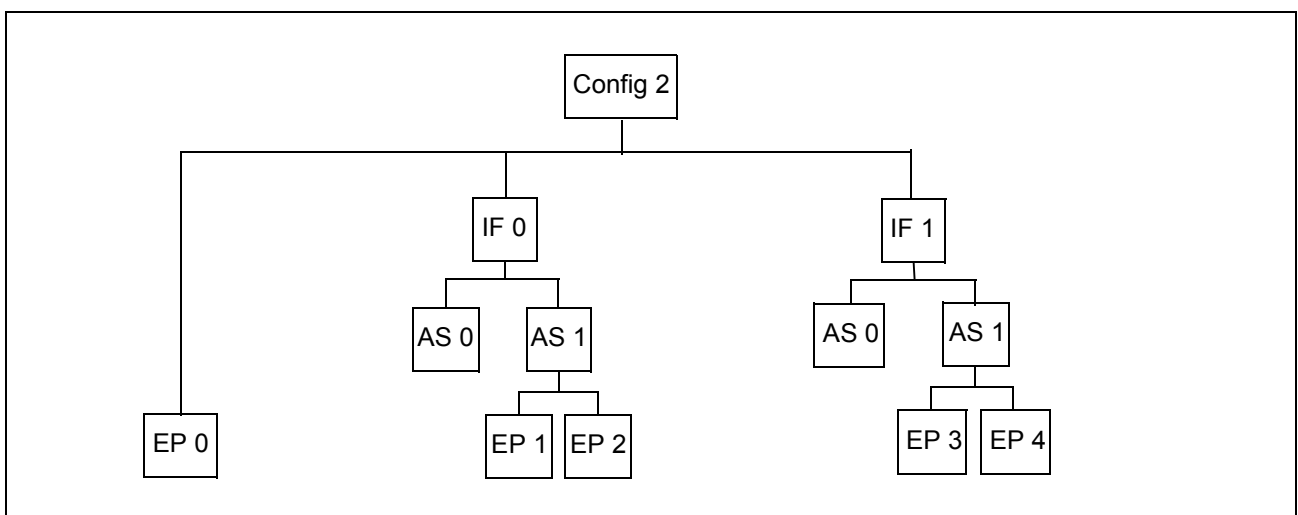 Config 2
IF 0
IF 1
AS 0
AS 1
AS 0
AS 1
EP 0
EP 1
EP 2
EP 3
EP 4